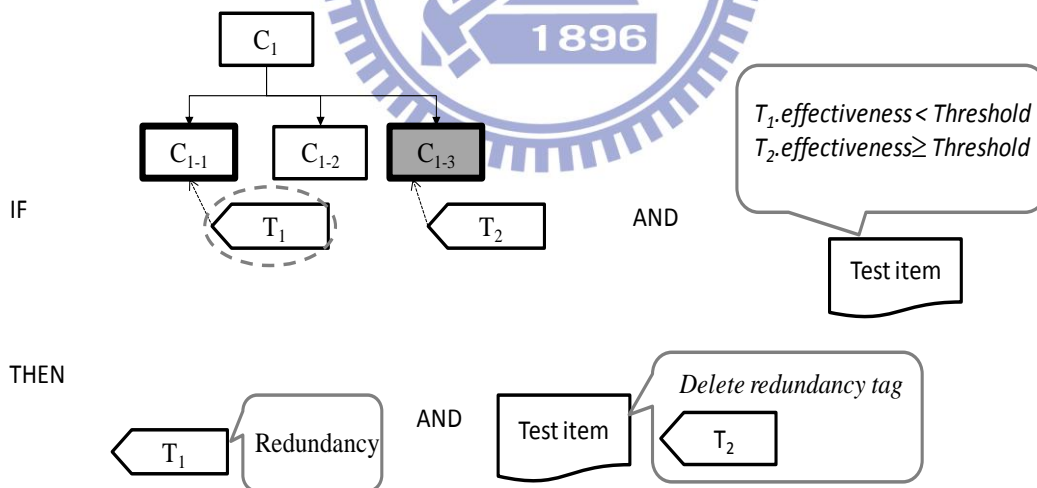 1896
C1
C1-1
C1-2
C1-3
T1.effectiveness< Threshold
T2.effectiveness≥ Threshold
IF
T1
T2
AND
Test item
THEN
T1
Redundancy
AND
Test item
Delete redundancy tag
T2